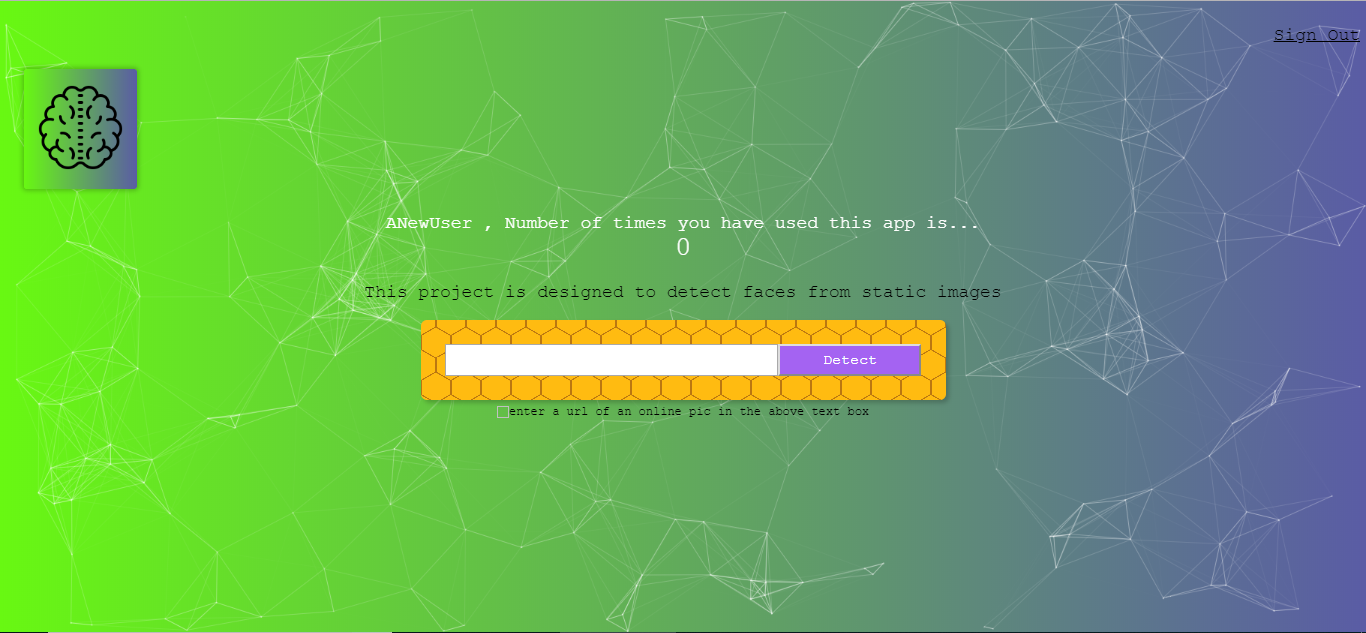 Sign Out
ANewUser , Number of times you have used this app is...
0
This project is designed to detect faces from static images
Detect
enter a url of an online pic in the above text box